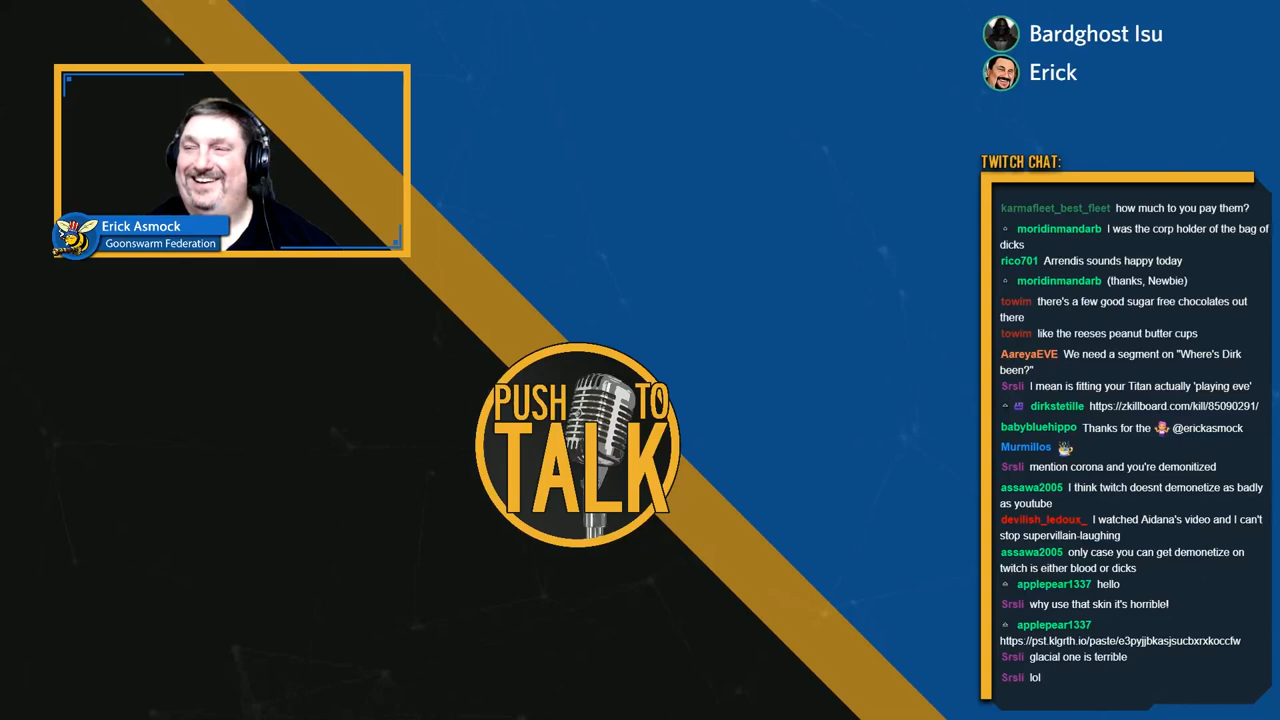 Bardghost Isu
Erick
Erick Asmock
Goonswarm Federation
PUSH TO
TALK
TWITCH CHAT:
karmafleet_best_fleet how much to you pay them?
moridinmandarb I was the corp holder of the bag of
dicks
rico701 Arrendis sounds happy today
moridinmandarb (thanks, Newbie)
towim there's a few good sugar free chocolates out
there
towim like the reeses peanut butter cups
AareyaEVE We need a segment on "Where's Dirk
been?"
Srsli I mean is fitting your Titan actually 'playing eve'
dirkstetille https://zkillboard.com/kill/85090291/
babybluehippo Thanks for the @erickasmock
Murmillos
Srsli mention corona and you're demonitized
assawa2005 I think twitch doesnt demonetize as badly
as youtube
devilish_ledoux_ I watched Aidana's video and I can't
stop supervillain-laughing
assawa2005 only case you can get demonetize on
twitch is either blood or dicks
applepear1337 hello
Srsli why use that skin it's horrible!
applepear1337
https://pst.klgrth.io/paste/e3pyjjbkasjsucbxrxkoccfw
Srsli glacial one is terrible
Srsli lol